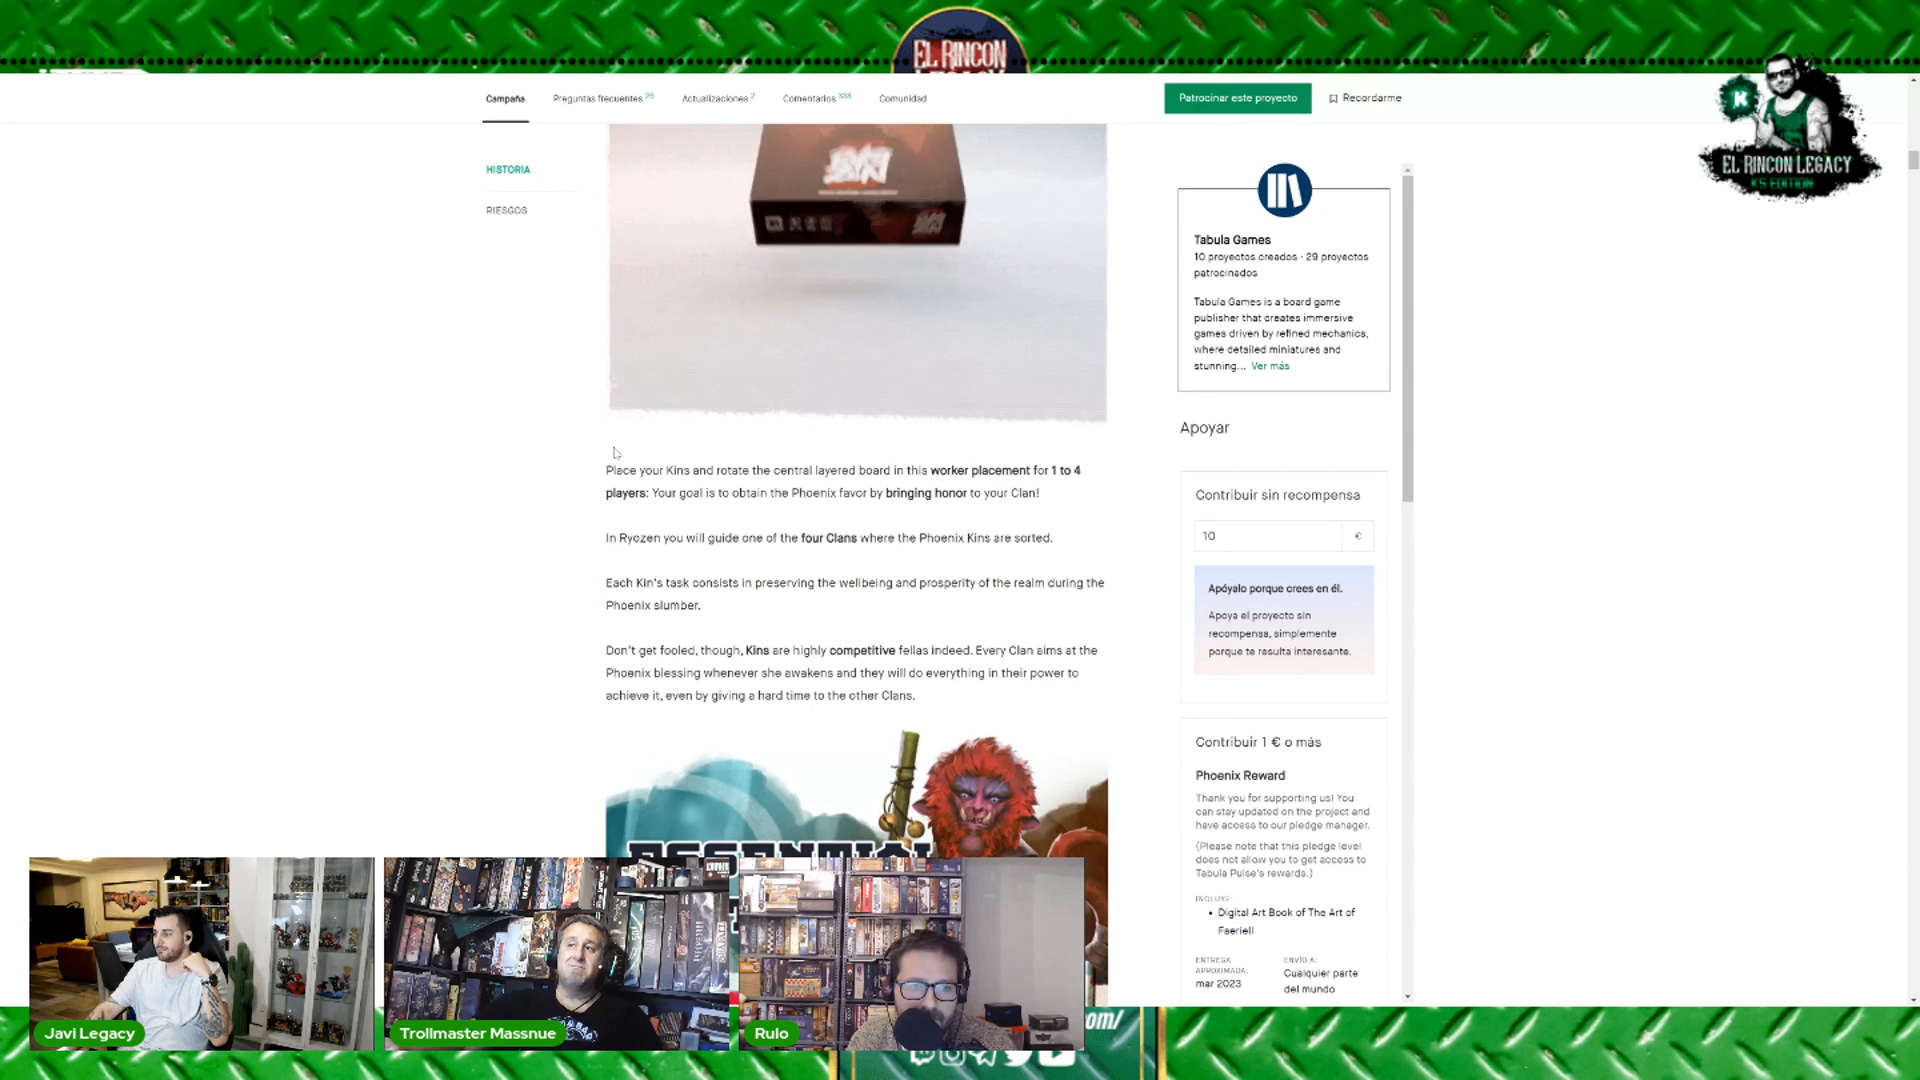 EL RINCON
LEGACY
Campaña
Preguntas frecuentes 26
Actualizaciones 2
Comentarios 338
Comunidad
Patrocinar este proyecto
Recordarme
K
EL RINCON LEGACY
KS EDITION
HISTORIA
RIESGOS
Tabula Games
10 proyectos creados · 29 proyectos
patrocinados
Tabula Games is a board game
publisher that creates immersive
games driven by refined mechanics,
where detailed miniatures and
stunning... Ver más
Apoyar
Contribuir sin recompensa
10 €
Apóyalo porque crees en él.
Apoya el proyecto sin
recompensa, simplemente
porque te resulta interesante.
Contribuir 1 € o más
Phoenix Reward
Thank you for supporting us! You
can stay updated on the project and
have access to our pledge manager.
(Please note that this pledge level
does not allow you to get access to
Tabula Pulse's rewards.)
INCLUYE:
• Digital Art Book of The Art of
Faeriell
ENTREGA
APROXIMADA:
mar 2023
ENVÍO A:
Cualquier parte
del mundo
Place your Kins and rotate the central layered board in this worker placement for 1 to 4
players: Your goal is to obtain the Phoenix favor by bringing honor to your Clan!
In Ryozen you will guide one of the four Clans where the Phoenix Kins are sorted.
Each Kin's task consists in preserving the wellbeing and prosperity of the realm during the
Phoenix slumber.
Don't get fooled, though, Kins are highly competitive fellas indeed. Every Clan aims at the
Phoenix blessing whenever she awakens and they will do everything in their power to
achieve it, even by giving a hard time to the other Clans.
ESSENTIAL
Javi Legacy
Trollmaster Massnue
Rulo
om/